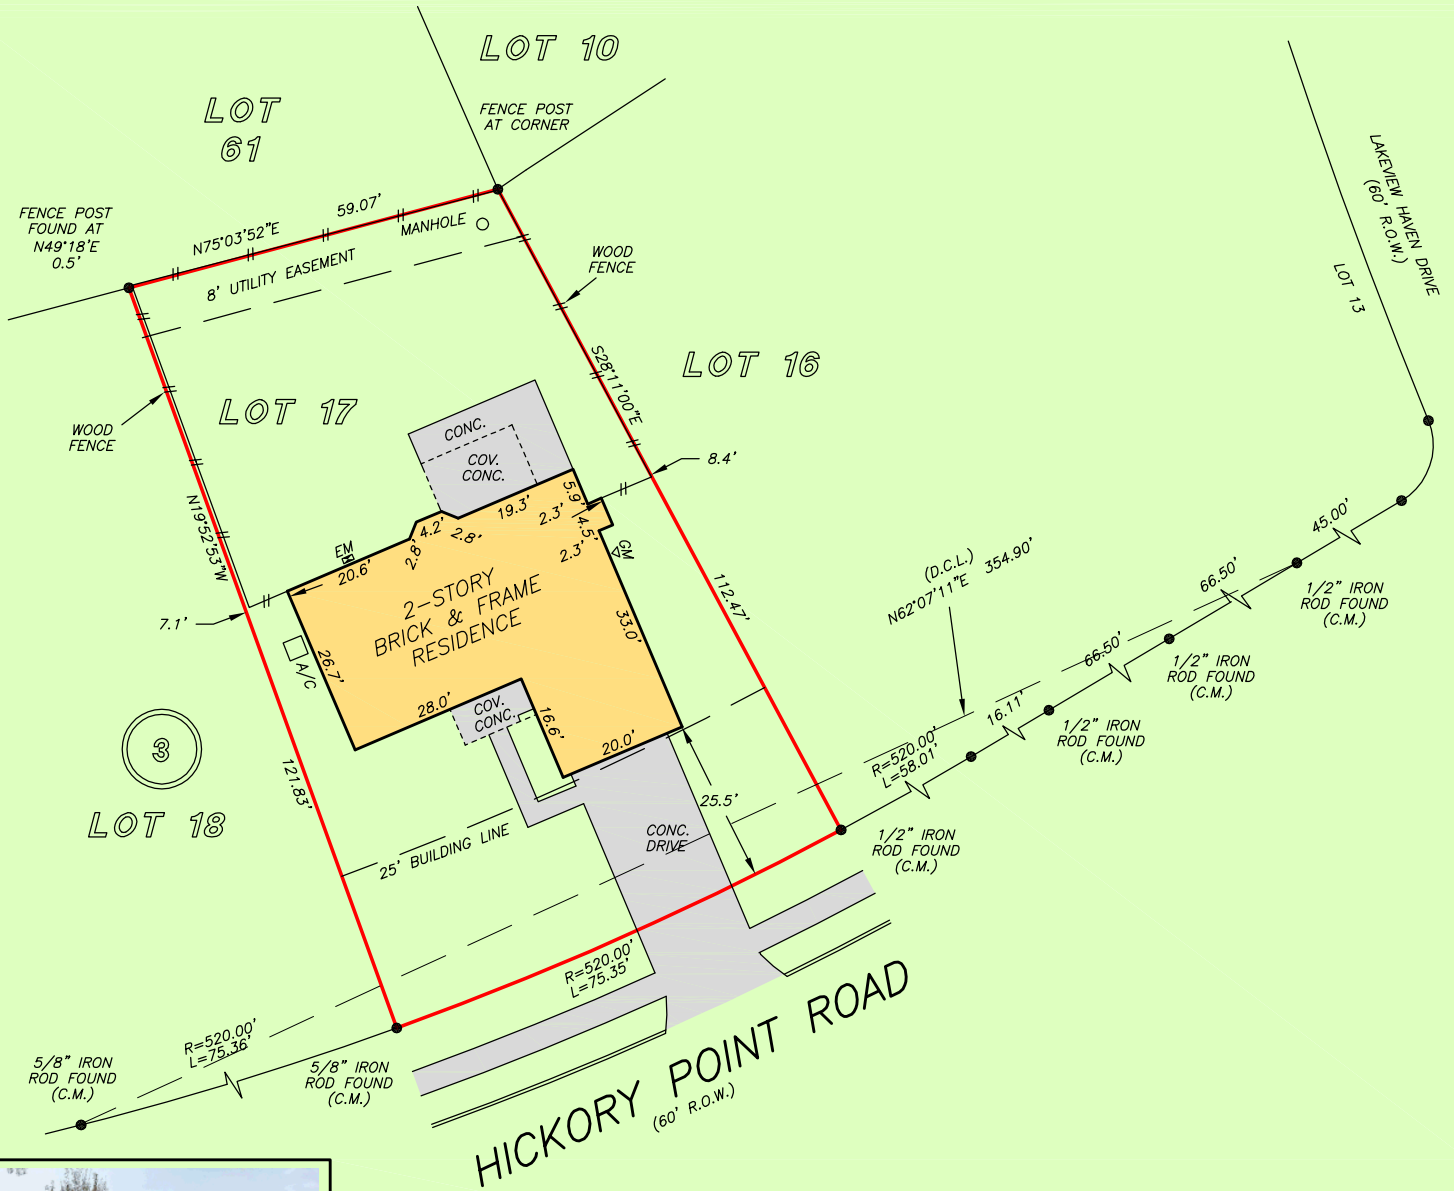 LOT 10
FENCE POST
AT CORNER
LOT
61
FENCE POST
FOUND AT
N49°18'E
0.5'
N75°03'52"E
59.07'
MANHOLE
8' UTILITY EASEMENT
WOOD
FENCE
LAKEVIEW HAVEN DRIVE
(60' R.O.W.)
LOT 13
S28°11'00"E
LOT 16
LOT 17
WOOD
FENCE
CONC.
COV.
CONC.
8.4'
N19°52'53"W
5.9'
19.3'
2.3'
4.5'
2.3'
GM
4.2'
2.8'
2.8'
EM
20.6'
7.1'
2-STORY
BRICK & FRAME
RESIDENCE
A/C
26.7'
33.0'
112.47'
28.0'
COV.
CONC.
16.6'
20.0'
(D.C.L.)
N62°07'11"E 354.90'
45.00'
66.50'
66.50'
16.11'
1/2" IRON
ROD FOUND
(C.M.)
1/2" IRON
ROD FOUND
(C.M.)
1/2" IRON
ROD FOUND
(C.M.)
R=520.00'
L=58.01'
1/2" IRON
ROD FOUND
(C.M.)
3
LOT 18
121.83'
25' BUILDING LINE
25.5'
CONC.
DRIVE
R=520.00'
L=75.35'
R=520.00'
L=75.36'
5/8" IRON
ROD FOUND
(C.M.)
5/8" IRON
ROD FOUND
(C.M.)
HICKORY POINT ROAD
(60' R.O.W.)